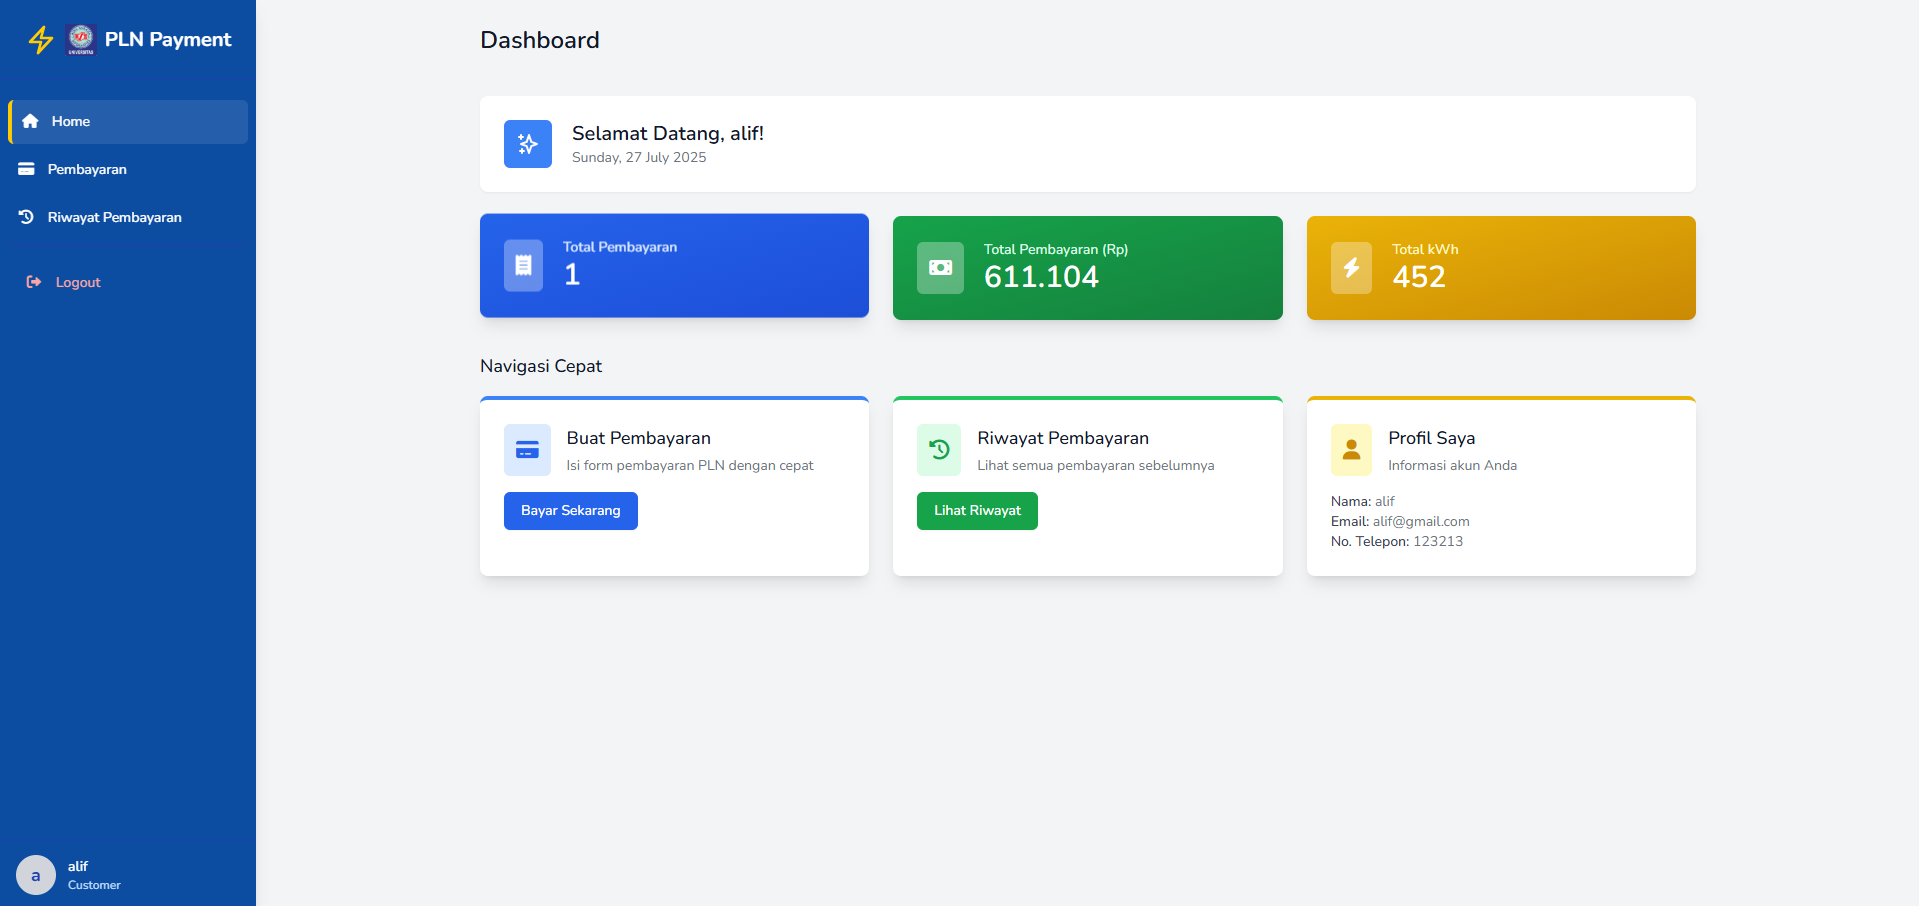 PLN Payment
Home
Pembayaran
Riwayat Pembayaran
Logout
alif
Customer
Dashboard
Selamat Datang, alif!
Sunday, 27 July 2025
Total Pembayaran
1
Total Pembayaran (Rp)
611.104
Total kWh
452
Navigasi Cepat
Buat Pembayaran
Isi form pembayaran PLN dengan cepat
Bayar Sekarang
Riwayat Pembayaran
Lihat semua pembayaran sebelumnya
Lihat Riwayat
Profil Saya
Informasi akun Anda
Nama: alif
Email: alif@gmail.com
No. Telepon: 123213
a